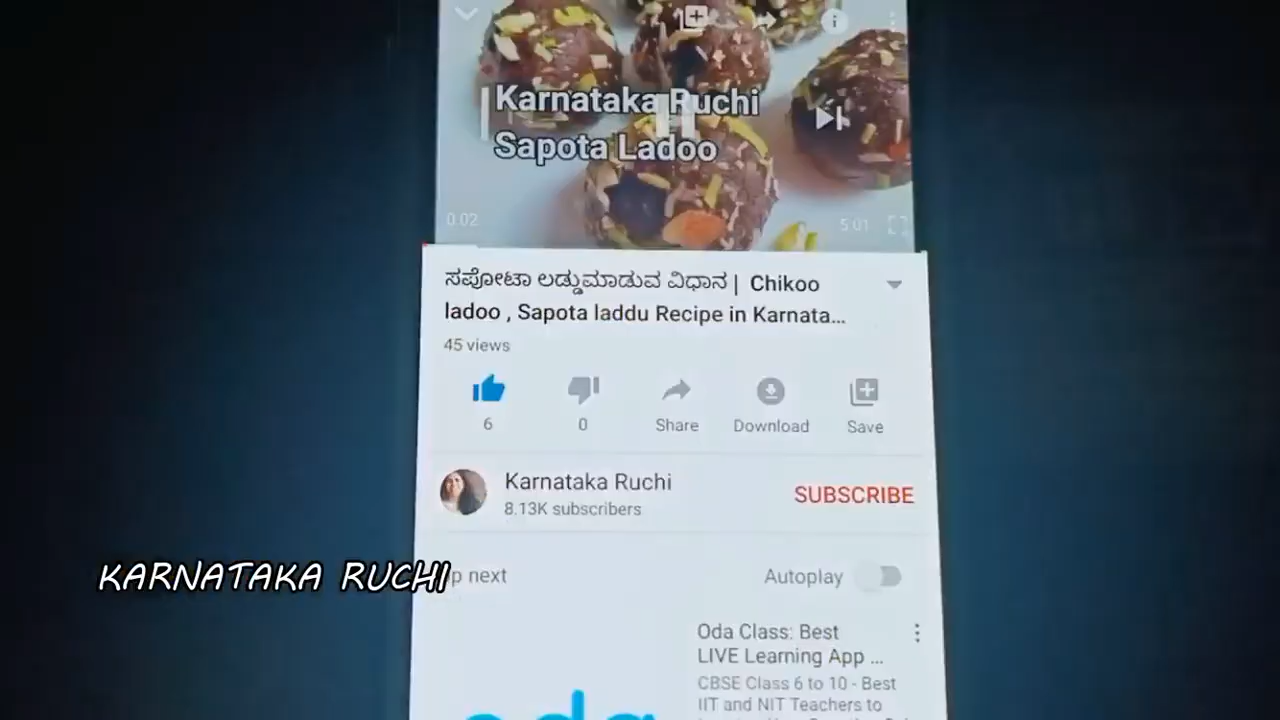 Karnataka Ruchi
Sapota Ladoo
0:02
5:01
ಸಪೋಟಾ ಲಡ್ಡುಮಾಡುವ ವಿಧಾನ | Chikoo
ladoo , Sapota laddu Recipe in Karnata...
45 views
6
0
Share
Download
Save
Karnataka Ruchi
8.13K subscribers
SUBSCRIBE
KARNATAKA RUCHI
p next
Autoplay
Oda Class: Best
LIVE Learning App ...
CBSE Class 6 to 10 - Best
IIT and NIT Teachers to
oda